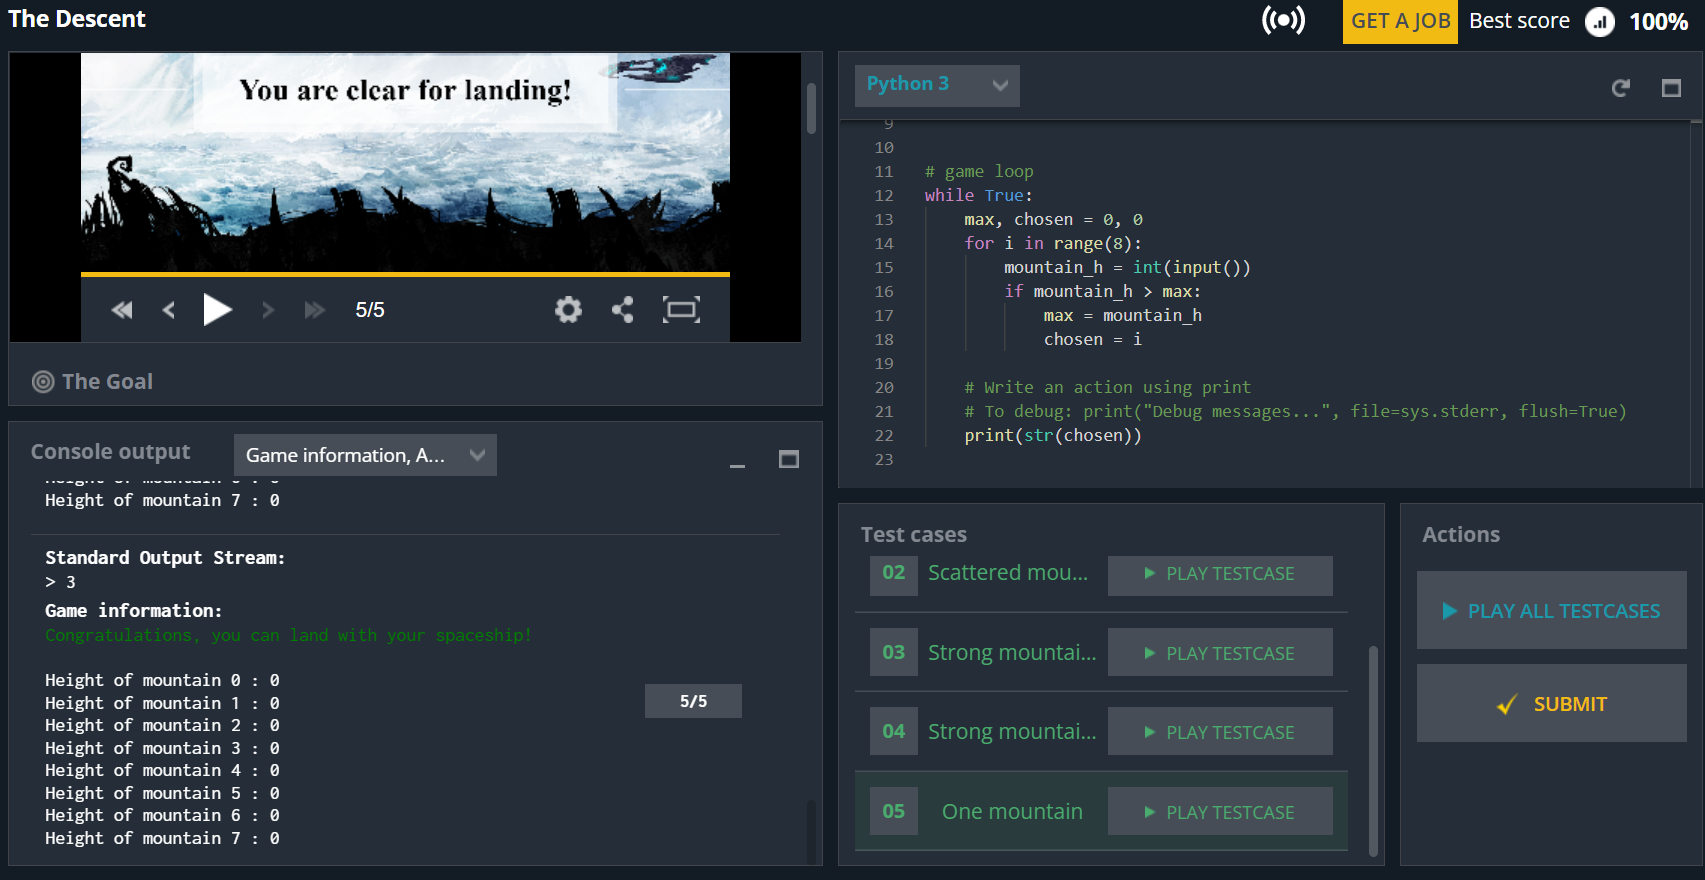 The Descent
GET A JOB
Best score
100%
You are clear for landing!
5/5
The Goal
Console output
Game information, A...
Height of mountain 7 : 0
Standard Output Stream:
> 3
Game information:
Congratulations, you can land with your spaceship!
Height of mountain 0 : 0
Height of mountain 1 : 0
Height of mountain 2 : 0
Height of mountain 3 : 0
Height of mountain 4 : 0
Height of mountain 5 : 0
Height of mountain 6 : 0
Height of mountain 7 : 0
5/5
Python 3
9
10
11 # game loop
12 while True:
13 max, chosen = 0, 0
14 for i in range(8):
15 mountain_h = int(input())
16 if mountain_h > max:
17 max = mountain_h
18 chosen = i
19
20 # Write an action using print
21 # To debug: print("Debug messages...", file=sys.stderr, flush=True)
22 print(str(chosen))
23
Test cases
02 Scattered mou... PLAY TESTCASE
03 Strong mountai... PLAY TESTCASE
04 Strong mountai... PLAY TESTCASE
05 One mountain PLAY TESTCASE
Actions
PLAY ALL TESTCASES
SUBMIT